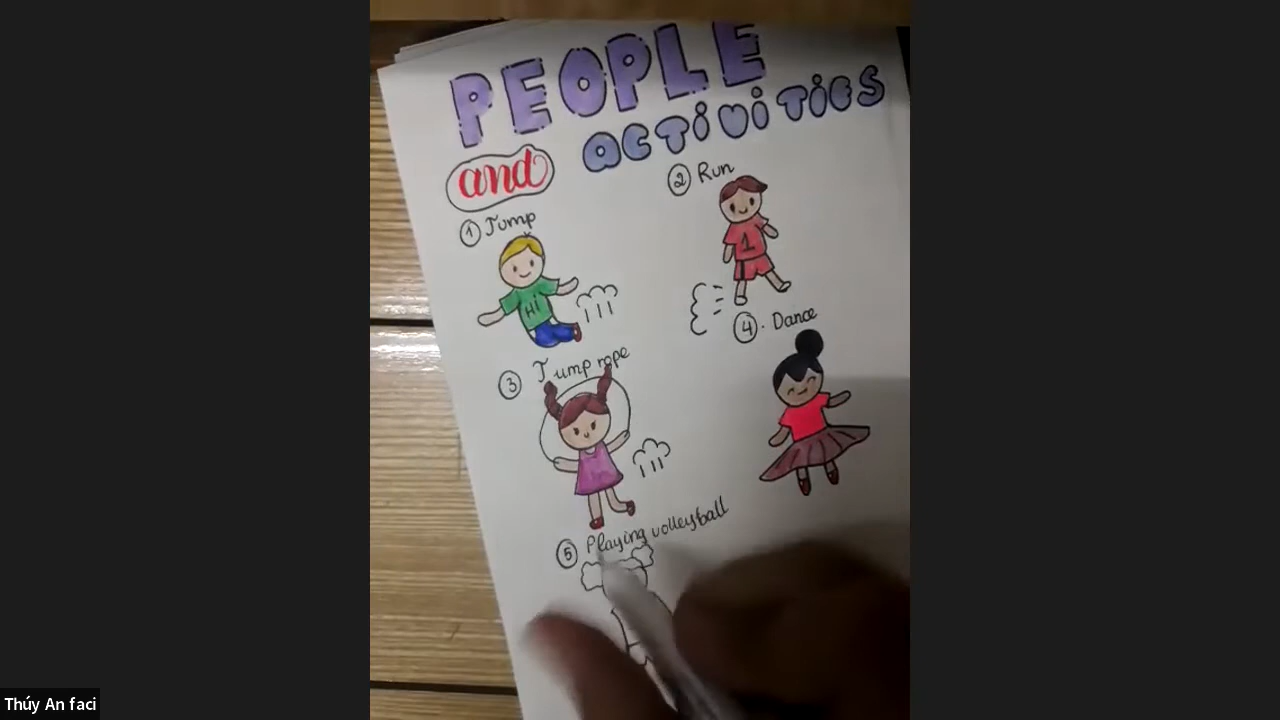 PEOPLE
and ACTIVITIES
① Jump
② Run
Hi
1
③ Jump rope
④. Dance
⑤ Playing volleyball
Thúy An faci